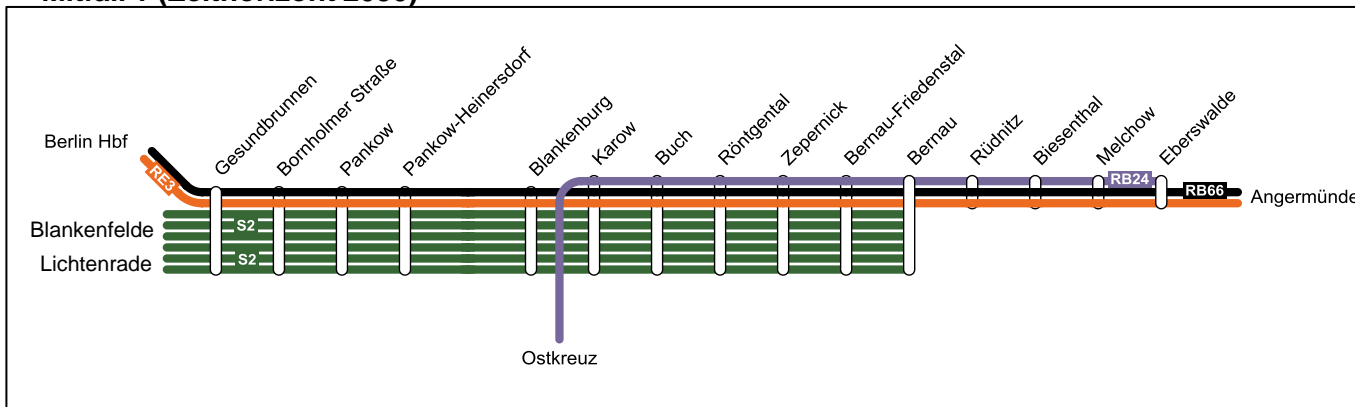 Berlin Hbf
RE3
Gesundbrunnen
Bornholmer Straße
Pankow
Pankow-Heinersdorf
Blankenburg
Karow
Buch
Röntgental
Zepernick
Bernau-Friedenstal
Bernau
Rüdnitz
Biesenthal
Melchow
Eberswalde
RB24
RB66
Angermünde
Blankenfelde
S2
Lichtenrade
S2
Ostkreuz